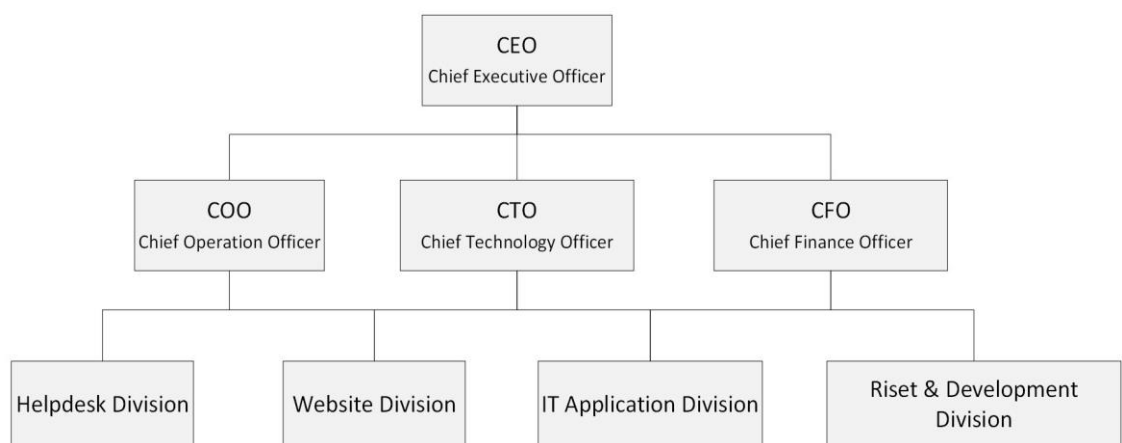 CEO
Chief Executive Officer
COO
Chief Operation Officer
CTO
Chief Technology Officer
CFO
Chief Finance Officer
Helpdesk Division
Website Division
IT Application Division
Riset & Development
Division